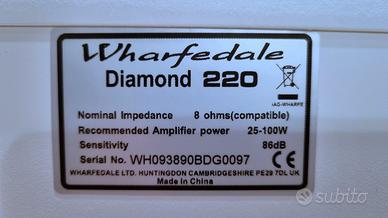 Wharfedale
Diamond 220
IAG-WHARFE
Nominal Impedance 8 ohms(compatible)
Recommended Amplifier power 25-100W
Sensitivity 86dB
Serial No. WH093890BDG0097
CE
WHARFEDALE LTD. HUNTINGDON CAMBRIDGESHIRE PE29 7DL UK
Made in China
subito